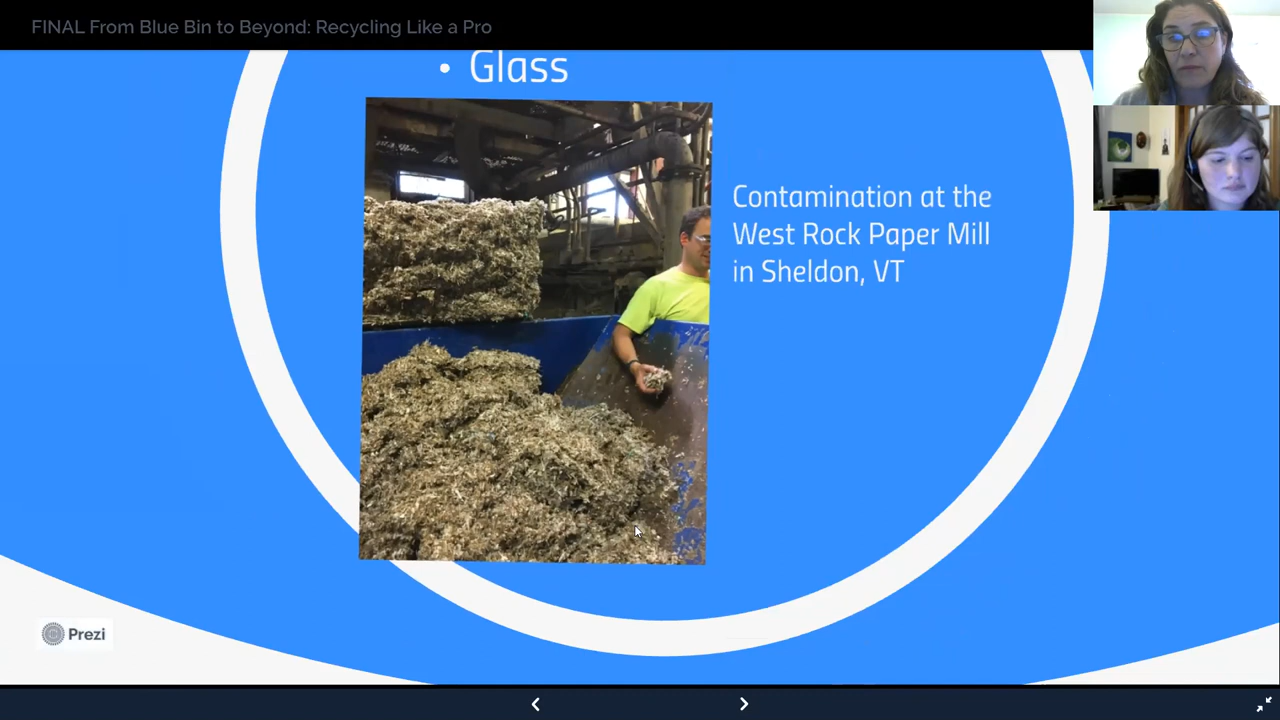 FINAL From Blue Bin to Beyond: Recycling Like a Pro
• Glass
Contamination at the
West Rock Paper Mill
in Sheldon, VT
Prezi